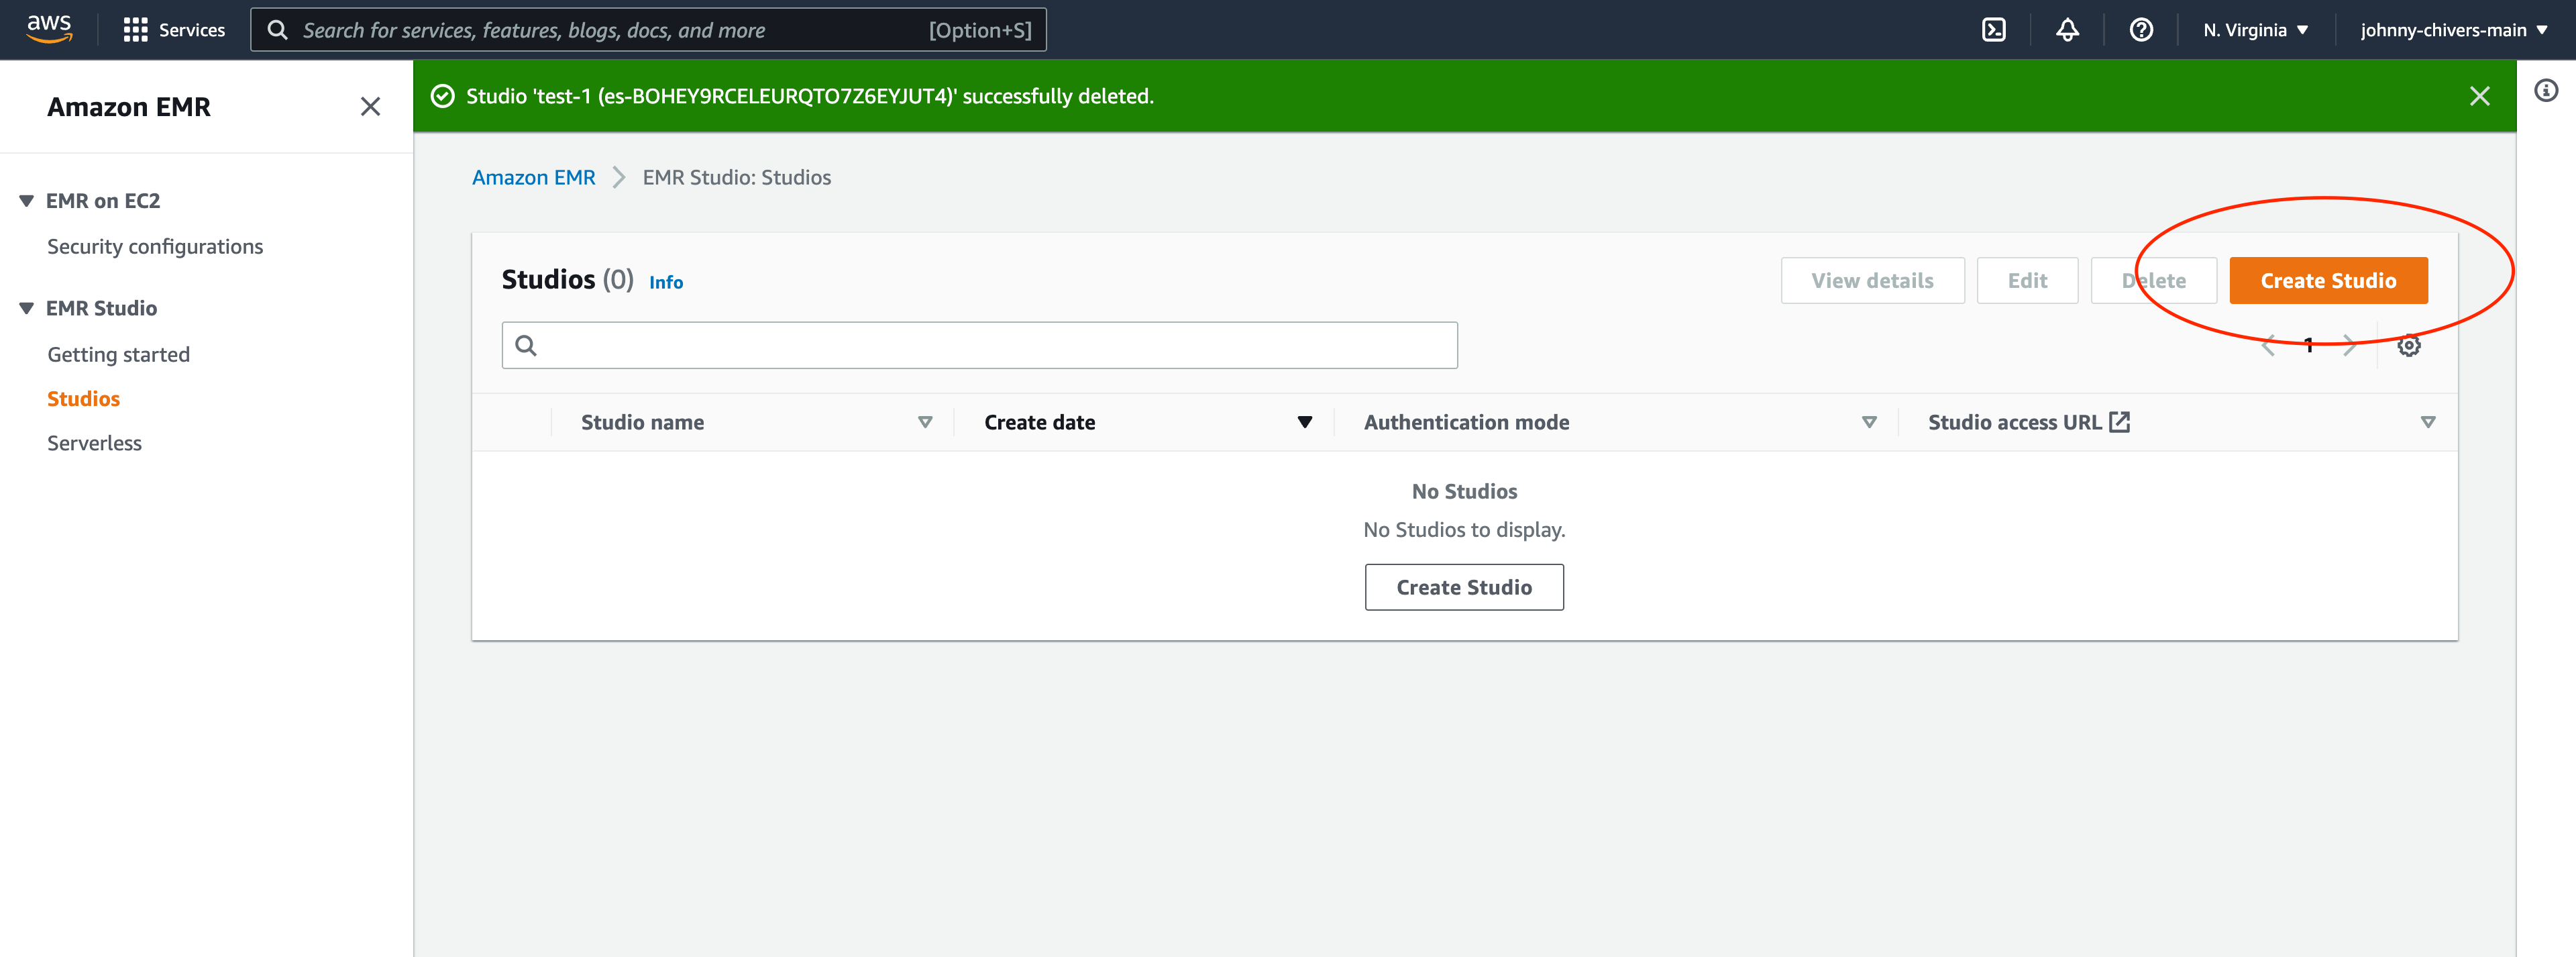 aws
Services
Search for services, features, blogs, docs, and more [Option+S]
N. Virginia
johnny-chivers-main
Amazon EMR
EMR on EC2
Security configurations
EMR Studio
Getting started
Studios
Serverless
Studio 'test-1 (es-BOHEY9RCELEURQTO7Z6EYJUT4)' successfully deleted.
Amazon EMR EMR Studio: Studios
Studios (0) Info
View details Edit Delete Create Studio
1
Studio name Create date Authentication mode Studio access URL
No Studios
No Studios to display.
Create Studio